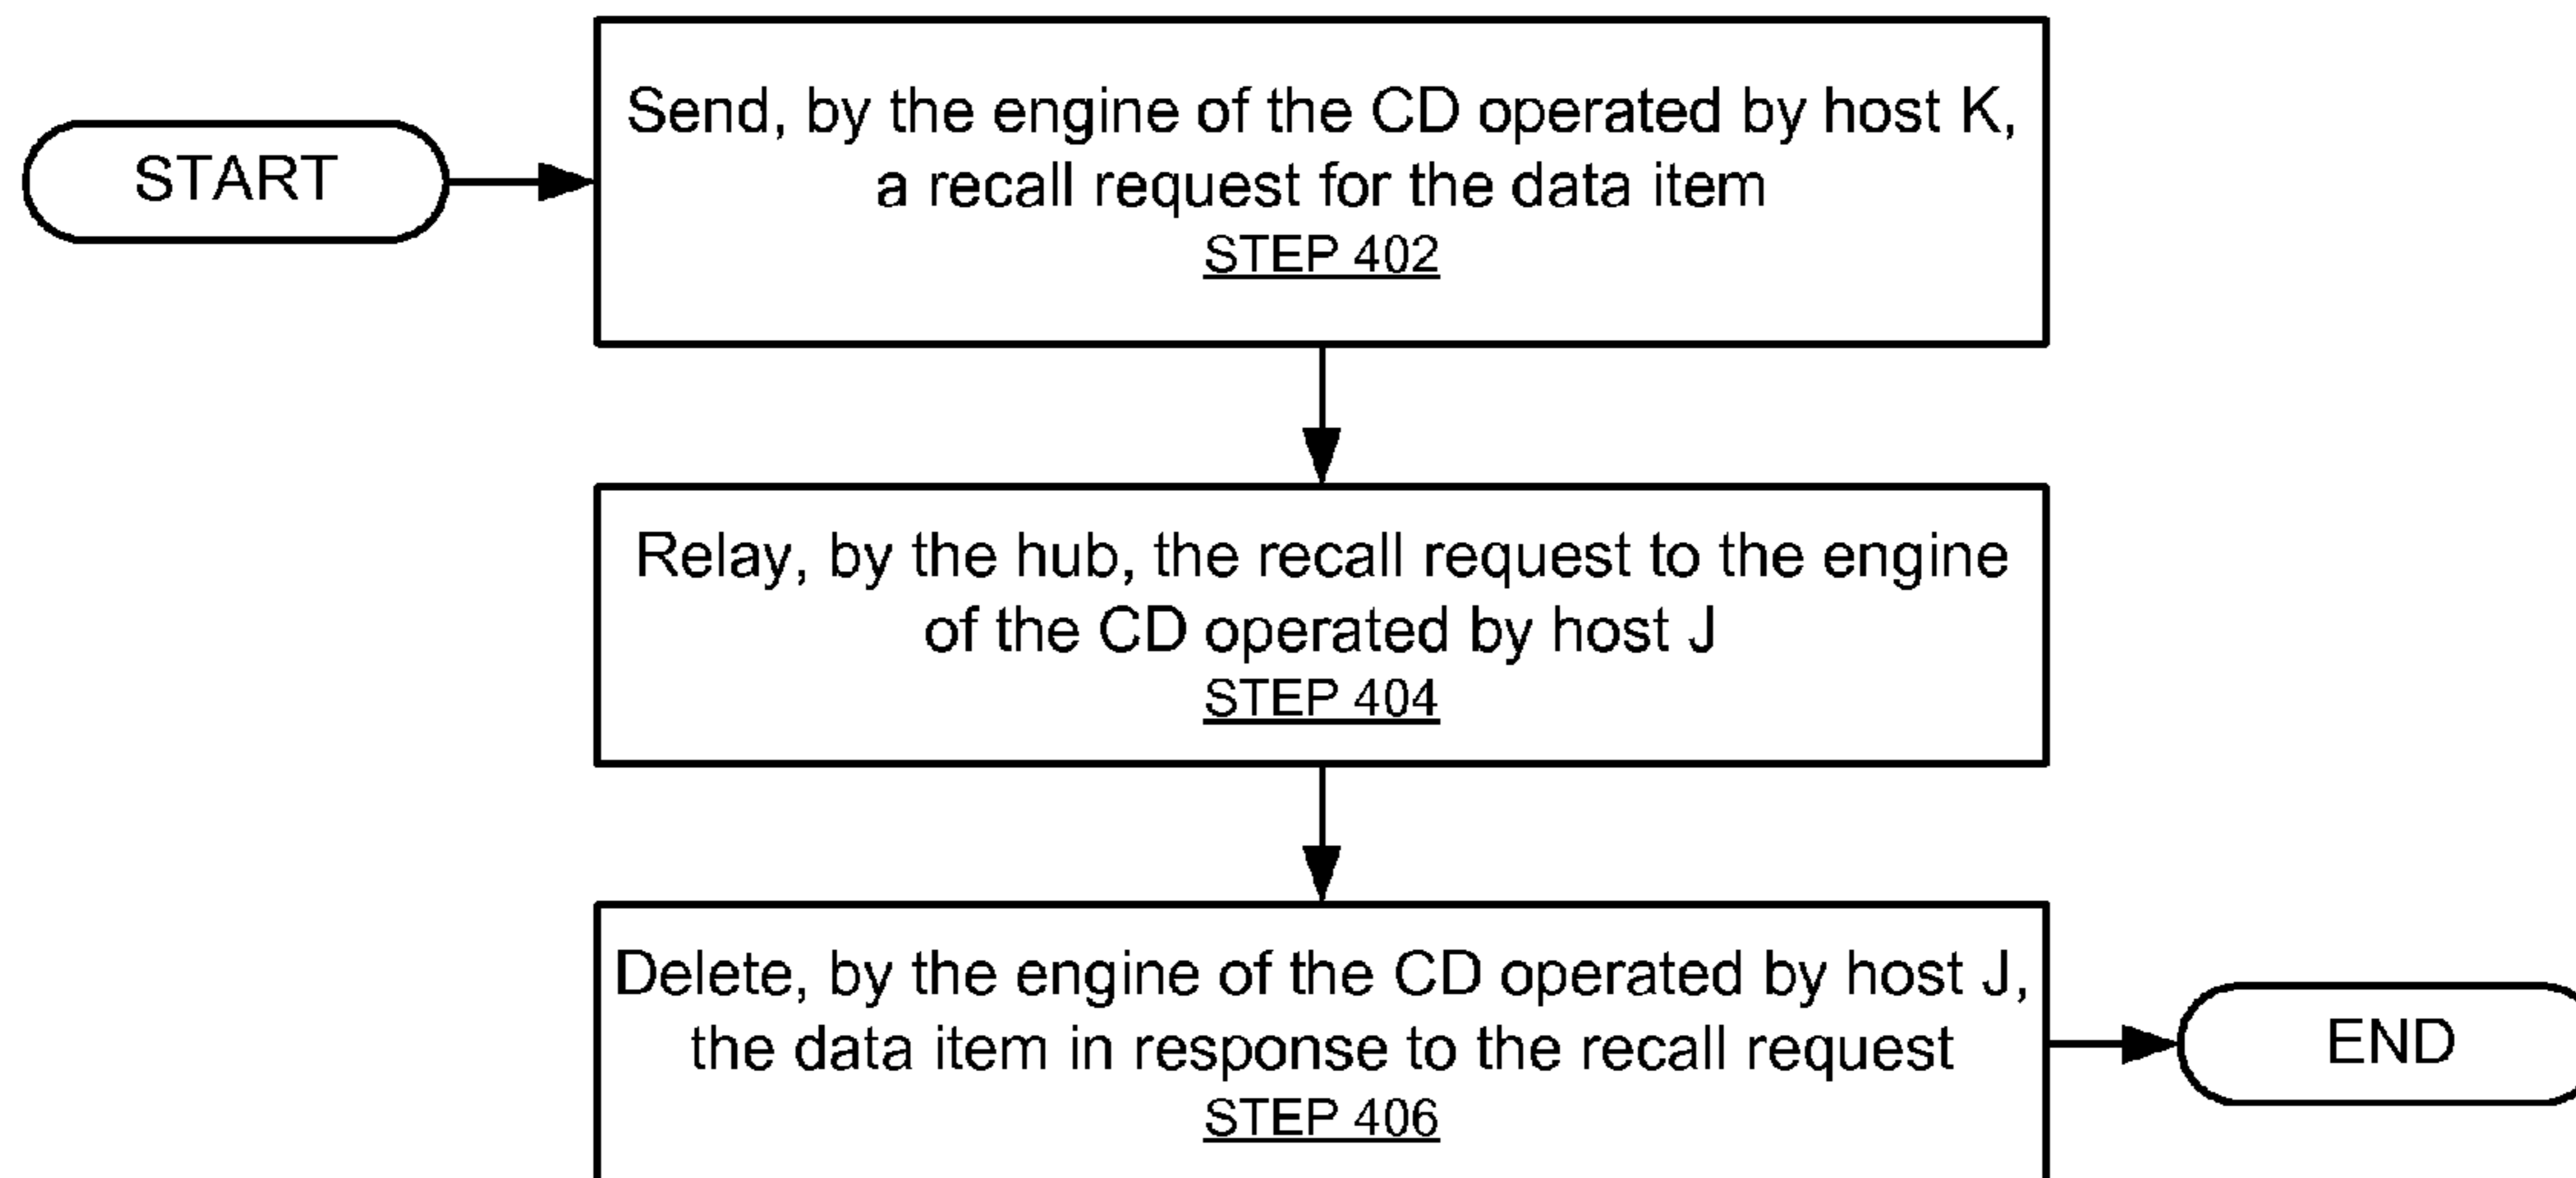 START
Send, by the engine of the CD operated by host K,
a recall request for the data item
STEP 402
Relay, by the hub, the recall request to the engine
of the CD operated by host J
STEP 404
Delete, by the engine of the CD operated by host J,
the data item in response to the recall request
STEP 406
END